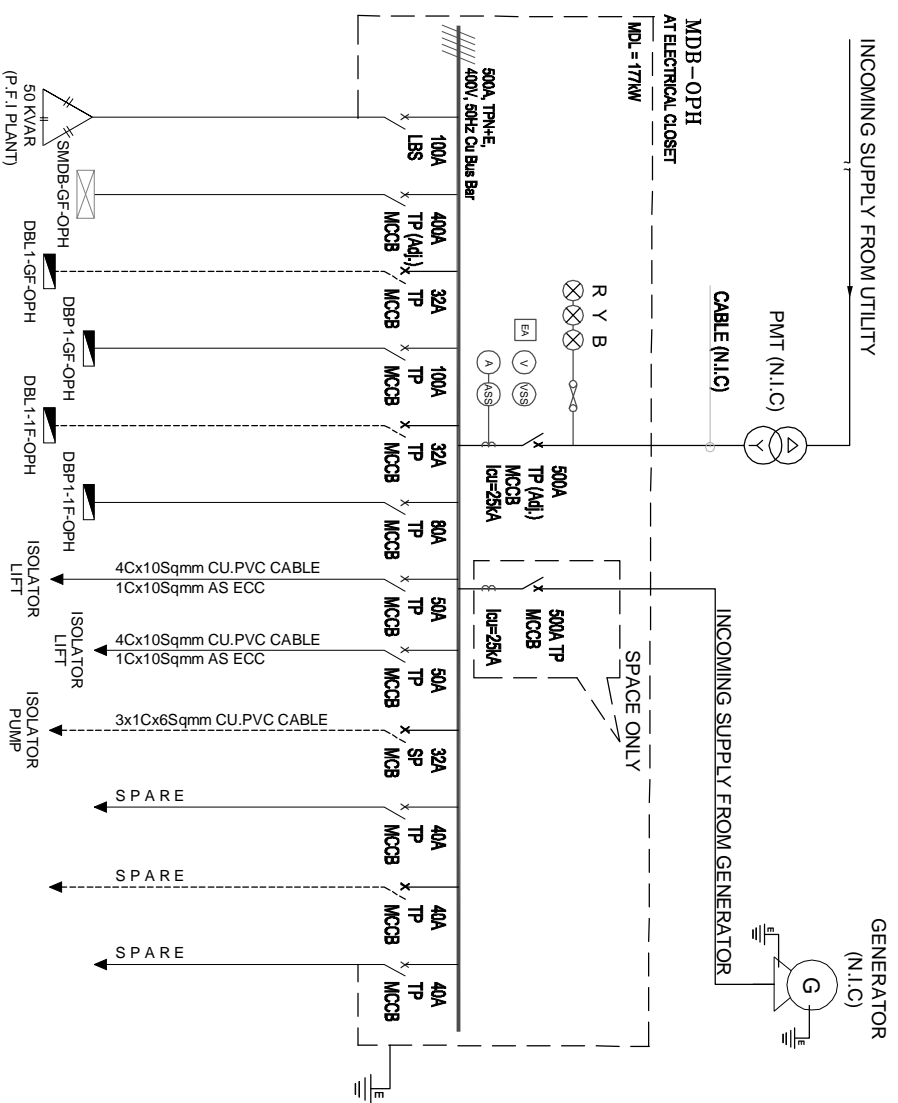 INCOMING SUPPLY FROM UTILITY
PMT (N.I.C)
CABLE (N.I.C)
MDB-OPH
AT ELECTRICAL CLOSET
MDL = 177kW
GENERATOR
(N.I.C)
G
E
E
INCOMING SUPPLY FROM GENERATOR
SPACE ONLY
R Y B
EA
V
VSS
A
ASS
500A
TP (Adj.)
MCCB
Icu=25kA
500A TP
MCCB
Icu=25kA
500A, TPN+E,
400V, 50Hz Cu Bus Bar
100A
LBS
400A
TP (Adj.)
MCCB
32A
TP
MCCB
100A
TP
MCCB
32A
TP
MCCB
80A
TP
MCCB
50A
TP
MCCB
50A
TP
MCCB
32A
SP
MCB
40A
TP
MCCB
40A
TP
MCCB
40A
TP
MCCB
E
4Cx10Sqmm CU.PVC CABLE
1Cx10Sqmm AS ECC
4Cx10Sqmm CU.PVC CABLE
1Cx10Sqmm AS ECC
3x1Cx6Sqmm CU.PVC CABLE
SPARE
SPARE
SPARE
50 KVAR
(P.F.I PLANT)
SMDB-GF-OPH
DBL1-GF-OPH
DBP1-GF-OPH
DBL1-1F-OPH
DBP1-1F-OPH
ISOLATOR
LIFT
ISOLATOR
LIFT
ISOLATOR
PUMP